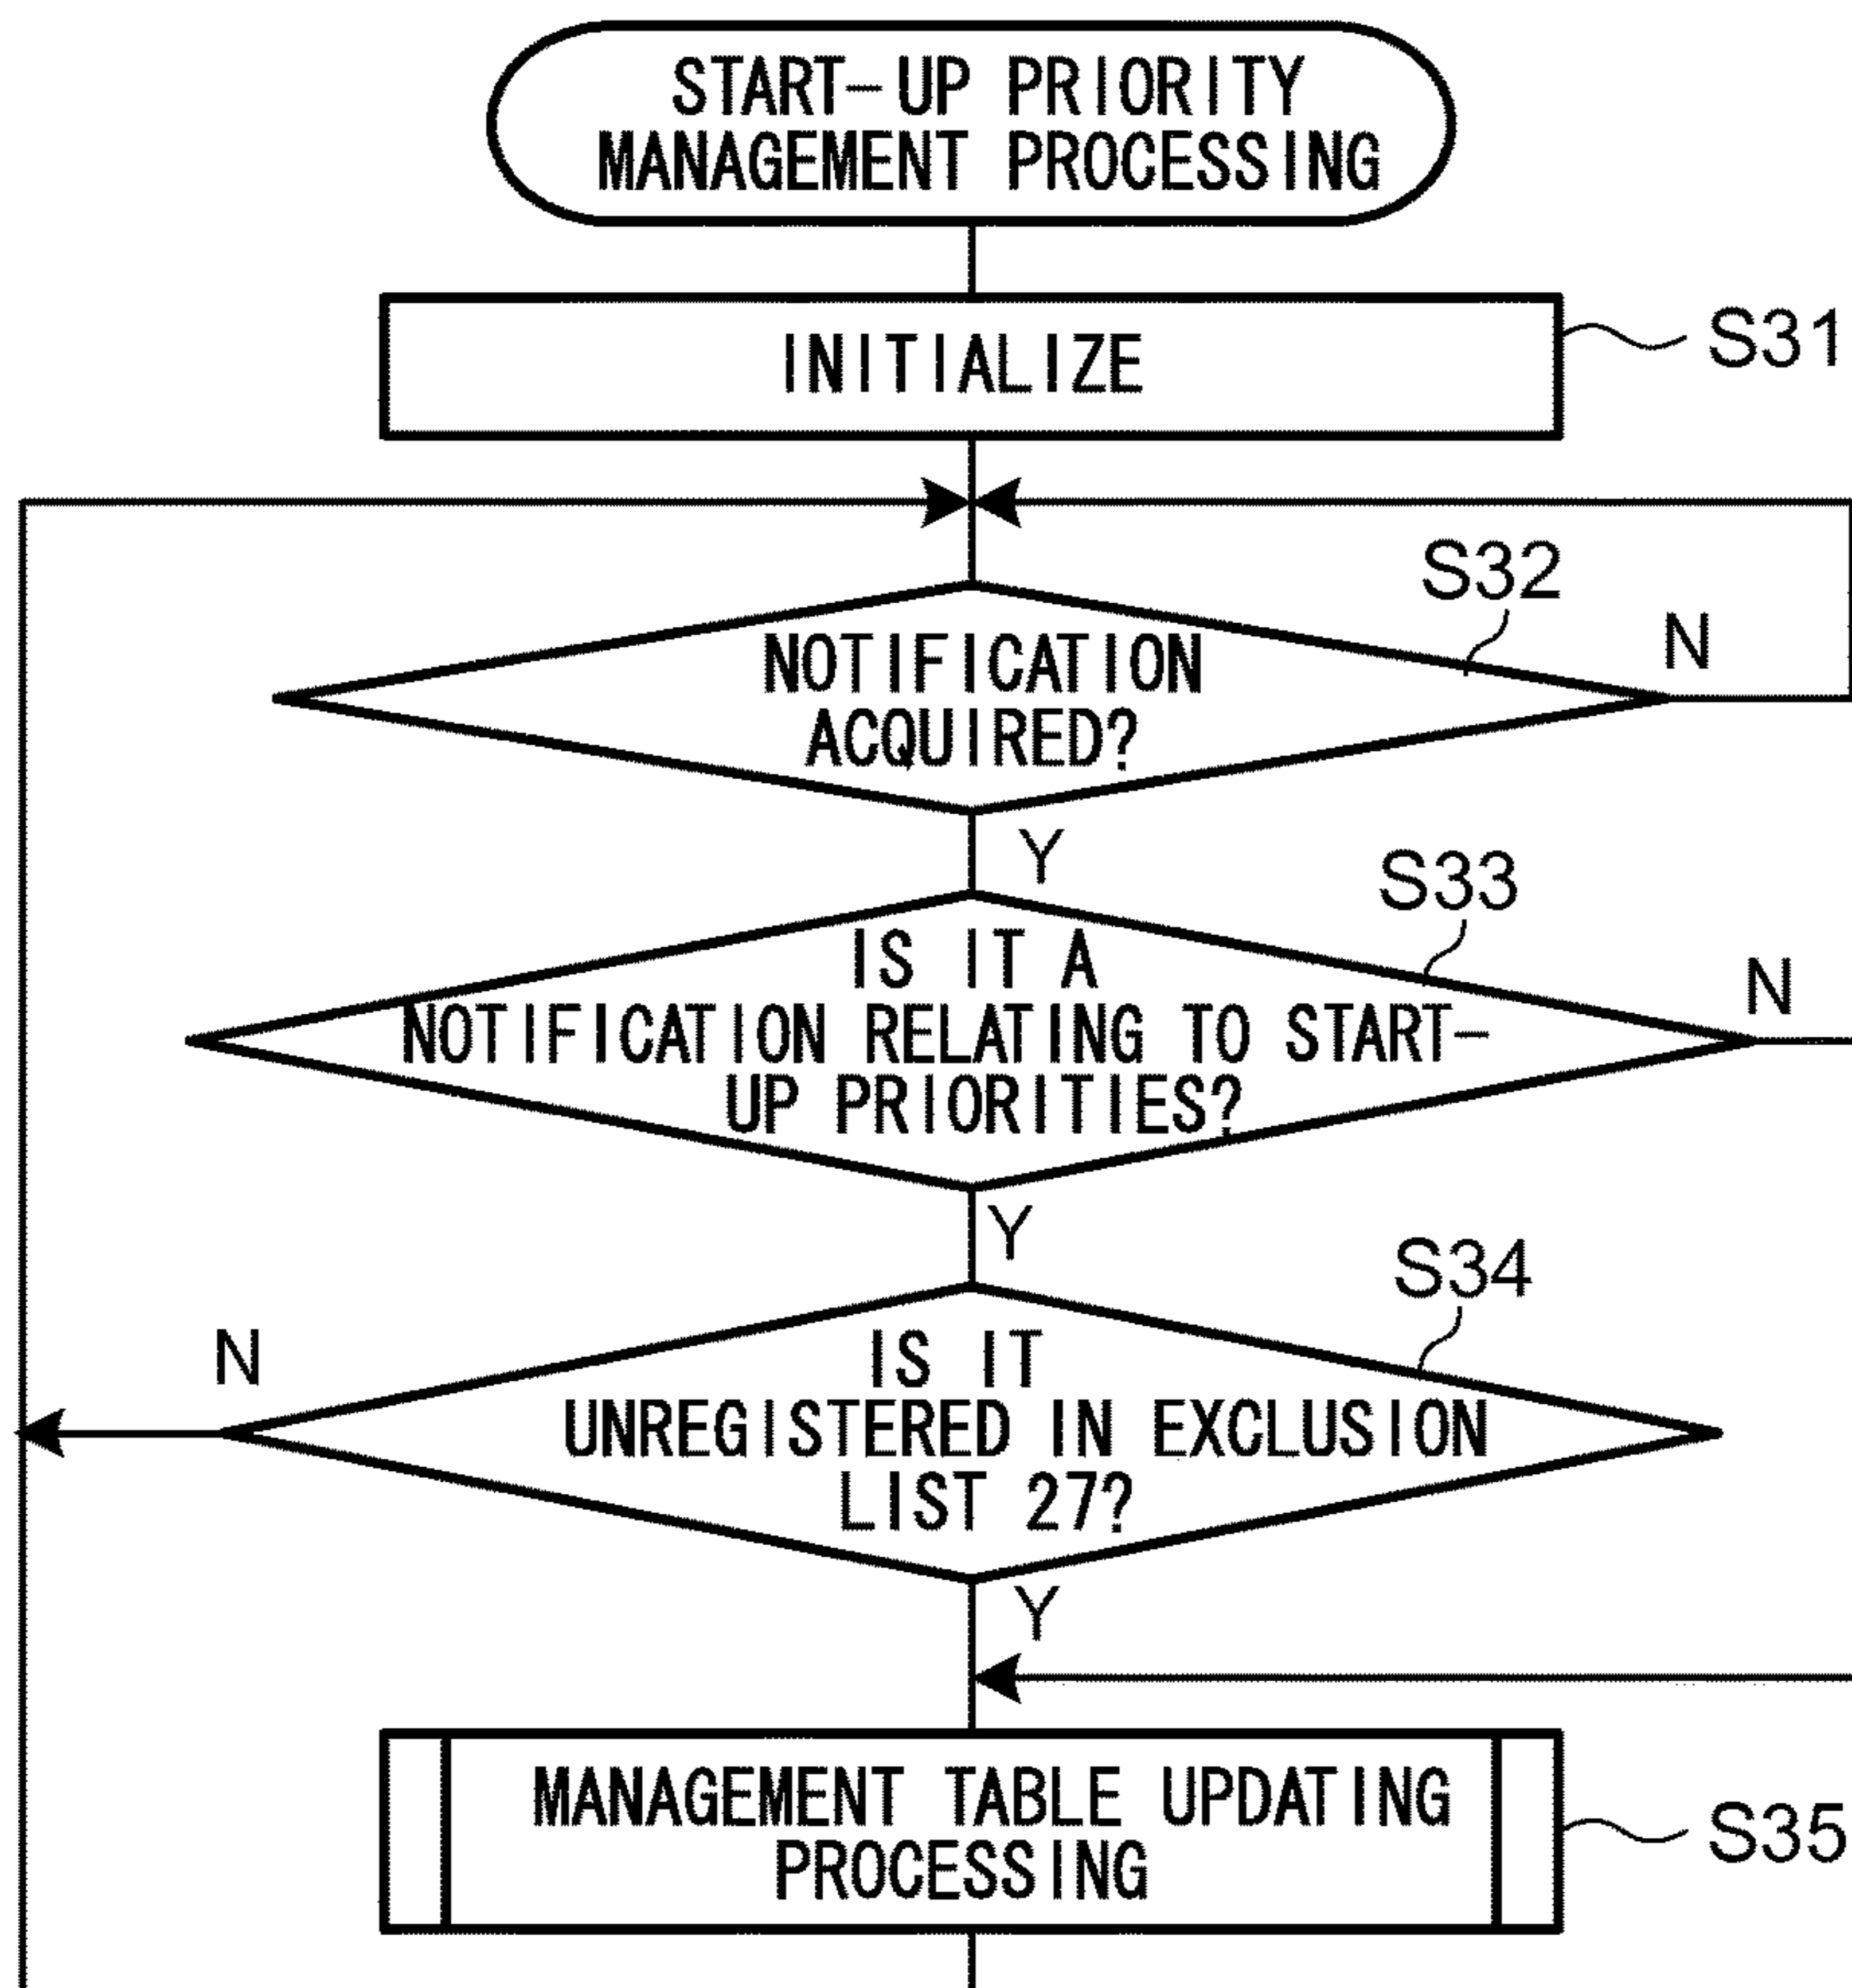 START-UP PRIORITY
MANAGEMENT PROCESSING
INITIALIZE
S31
S32
N
NOTIFICATION
ACQUIRED?
Y
S33
N
IS IT A
NOTIFICATION RELATING TO START-
UP PRIORITIES?
Y
S34
N
IS IT
UNREGISTERED IN EXCLUSION
LIST 27?
Y
MANAGEMENT TABLE UPDATING
PROCESSING
S35